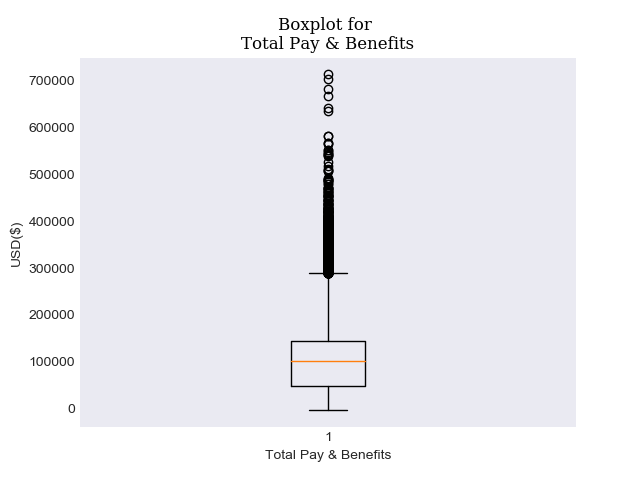 Boxplot for
Total Pay & Benefits
700000
600000
500000
400000
300000
200000
100000
0
USD($)
1
Total Pay & Benefits